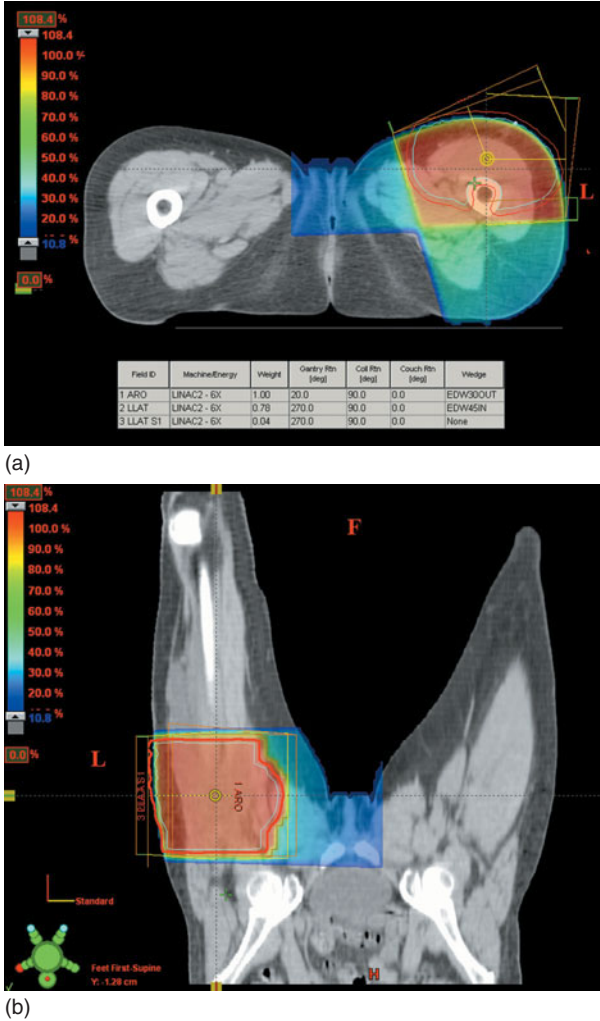 108.4 %
108.4
100.0 %
90.0 %
80.0 %
70.0 %
60.0 %
50.0 %
40.0 %
30.0 %
20.0 %
10.8 %
0.0 %
L
Field ID Machine/Energy Weight Gantry Rtn [deg] Coll Rtn [deg] Couch Rtn [deg] Wedge
1 ARO LINAC2 - 6X 1.00 20.0 90.0 0.0 EDW30OUT
2 LLAT LINAC2 - 6X 0.78 270.0 90.0 0.0 EDW45IN
3 LLAT S1 LINAC2 - 6X 0.04 270.0 90.0 0.0 None
(a)
108.4 %
108.4
100.0 %
90.0 %
80.0 %
70.0 %
60.0 %
50.0 %
40.0 %
30.0 %
20.0 %
10.8 %
0.0 %
F
L
3 LLAT S1
1 ARO
Standard
Feet First-Supine
Y: -1.20 cm
H
(b)